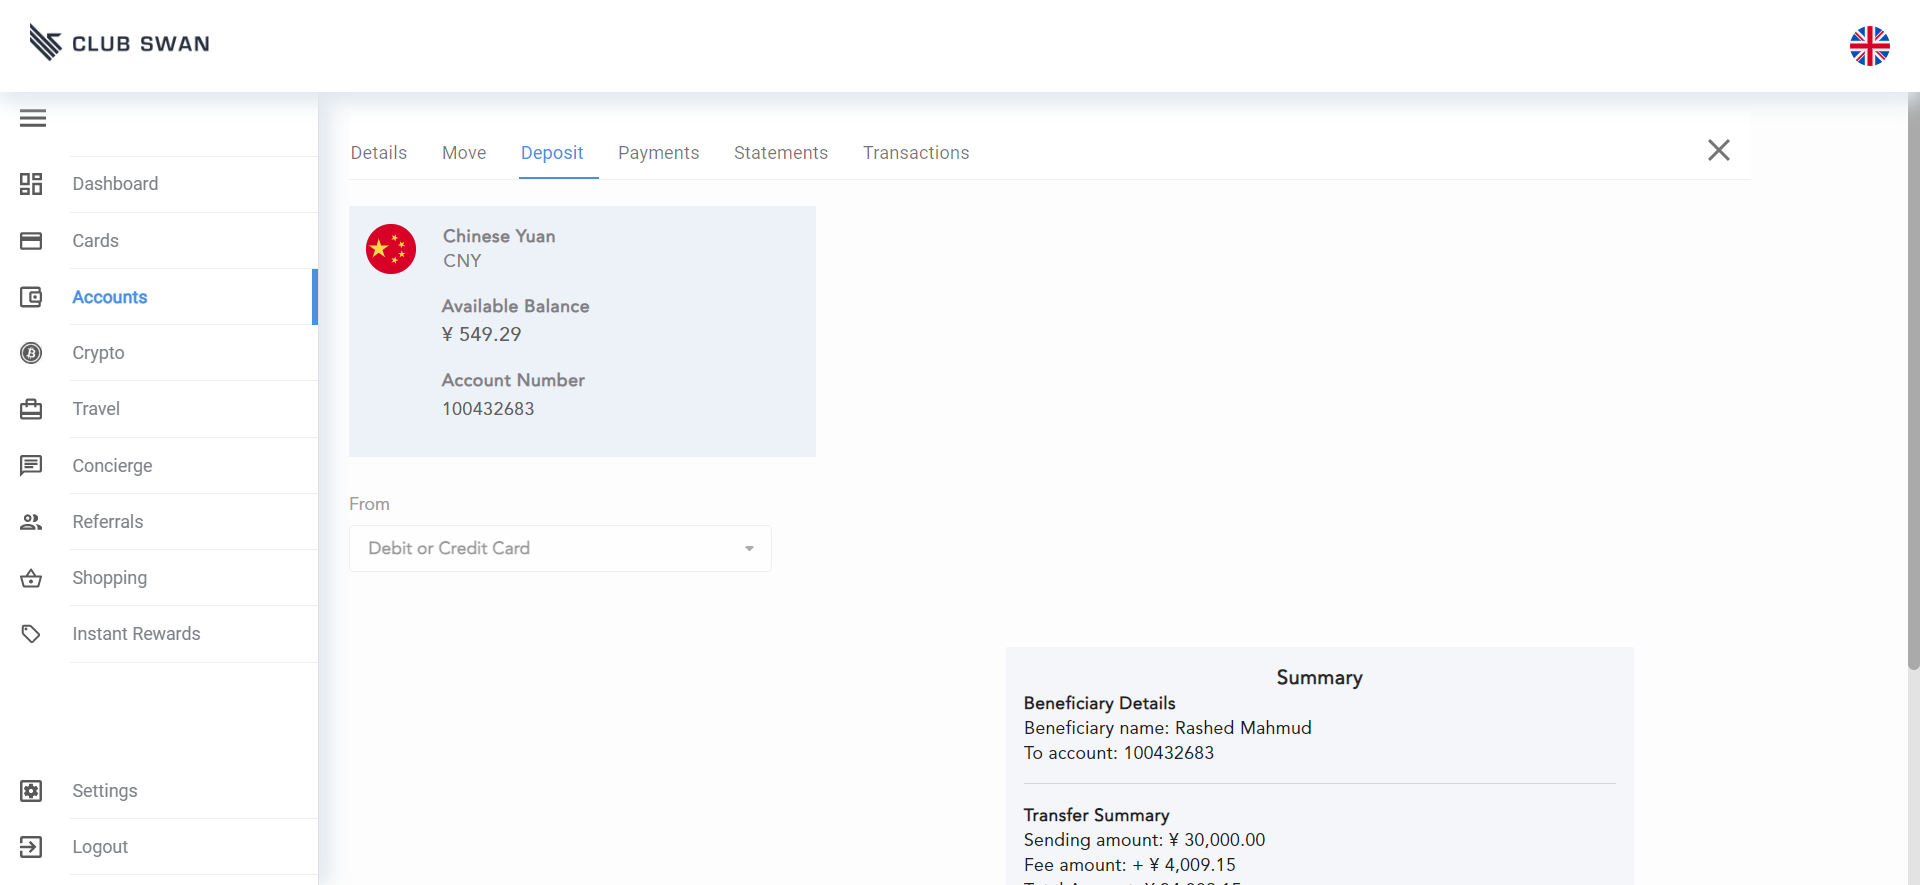 CLUB SWAN
Details
Move
Deposit
Payments
Statements
Transactions
Dashboard
Cards
Accounts
Crypto
Travel
Concierge
Referrals
Shopping
Instant Rewards
Settings
Logout
Chinese Yuan
CNY
Available Balance
¥ 549.29
Account Number
100432683
From
Debit or Credit Card
Summary
Beneficiary Details
Beneficiary name: Rashed Mahmud
To account: 100432683
Transfer Summary
Sending amount: ¥ 30,000.00
Fee amount: + ¥ 4,009.15